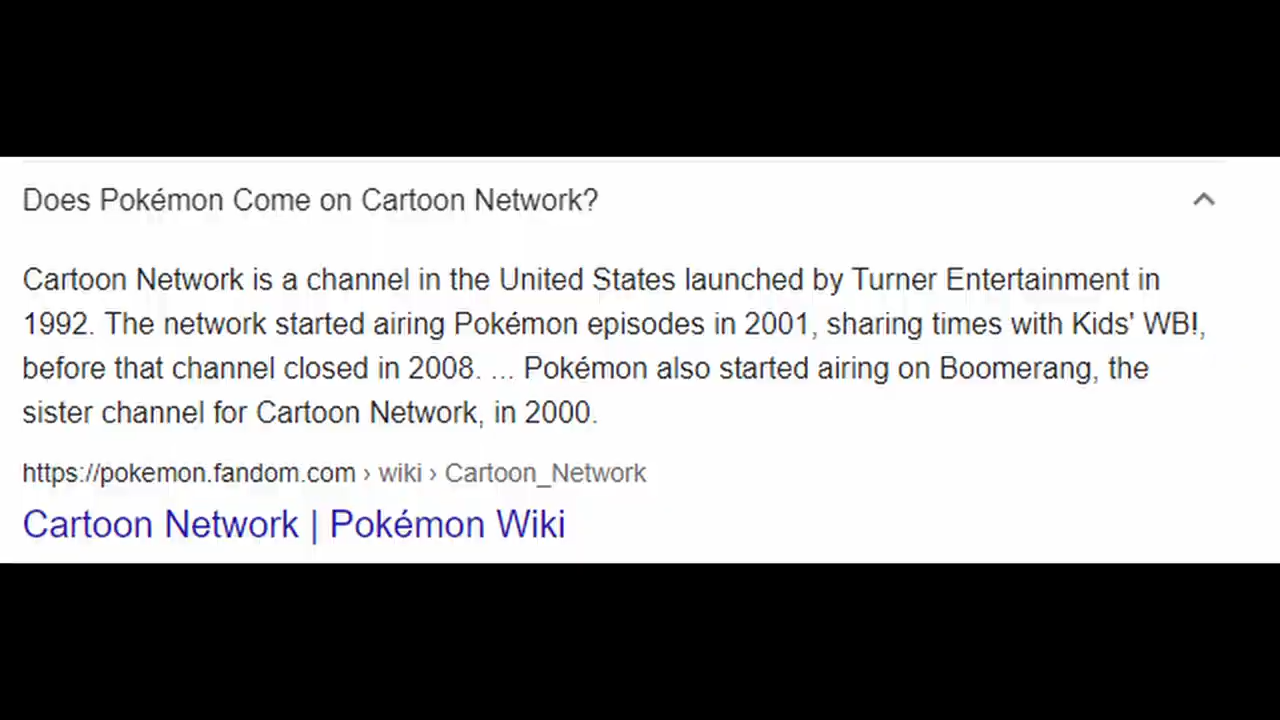 Does Pokémon Come on Cartoon Network?
Cartoon Network is a channel in the United States launched by Turner Entertainment in
1992. The network started airing Pokémon episodes in 2001, sharing times with Kids' WB!,
before that channel closed in 2008. ... Pokémon also started airing on Boomerang, the
sister channel for Cartoon Network, in 2000.
https://pokemon.fandom.com › wiki › Cartoon_Network
Cartoon Network | Pokémon Wiki